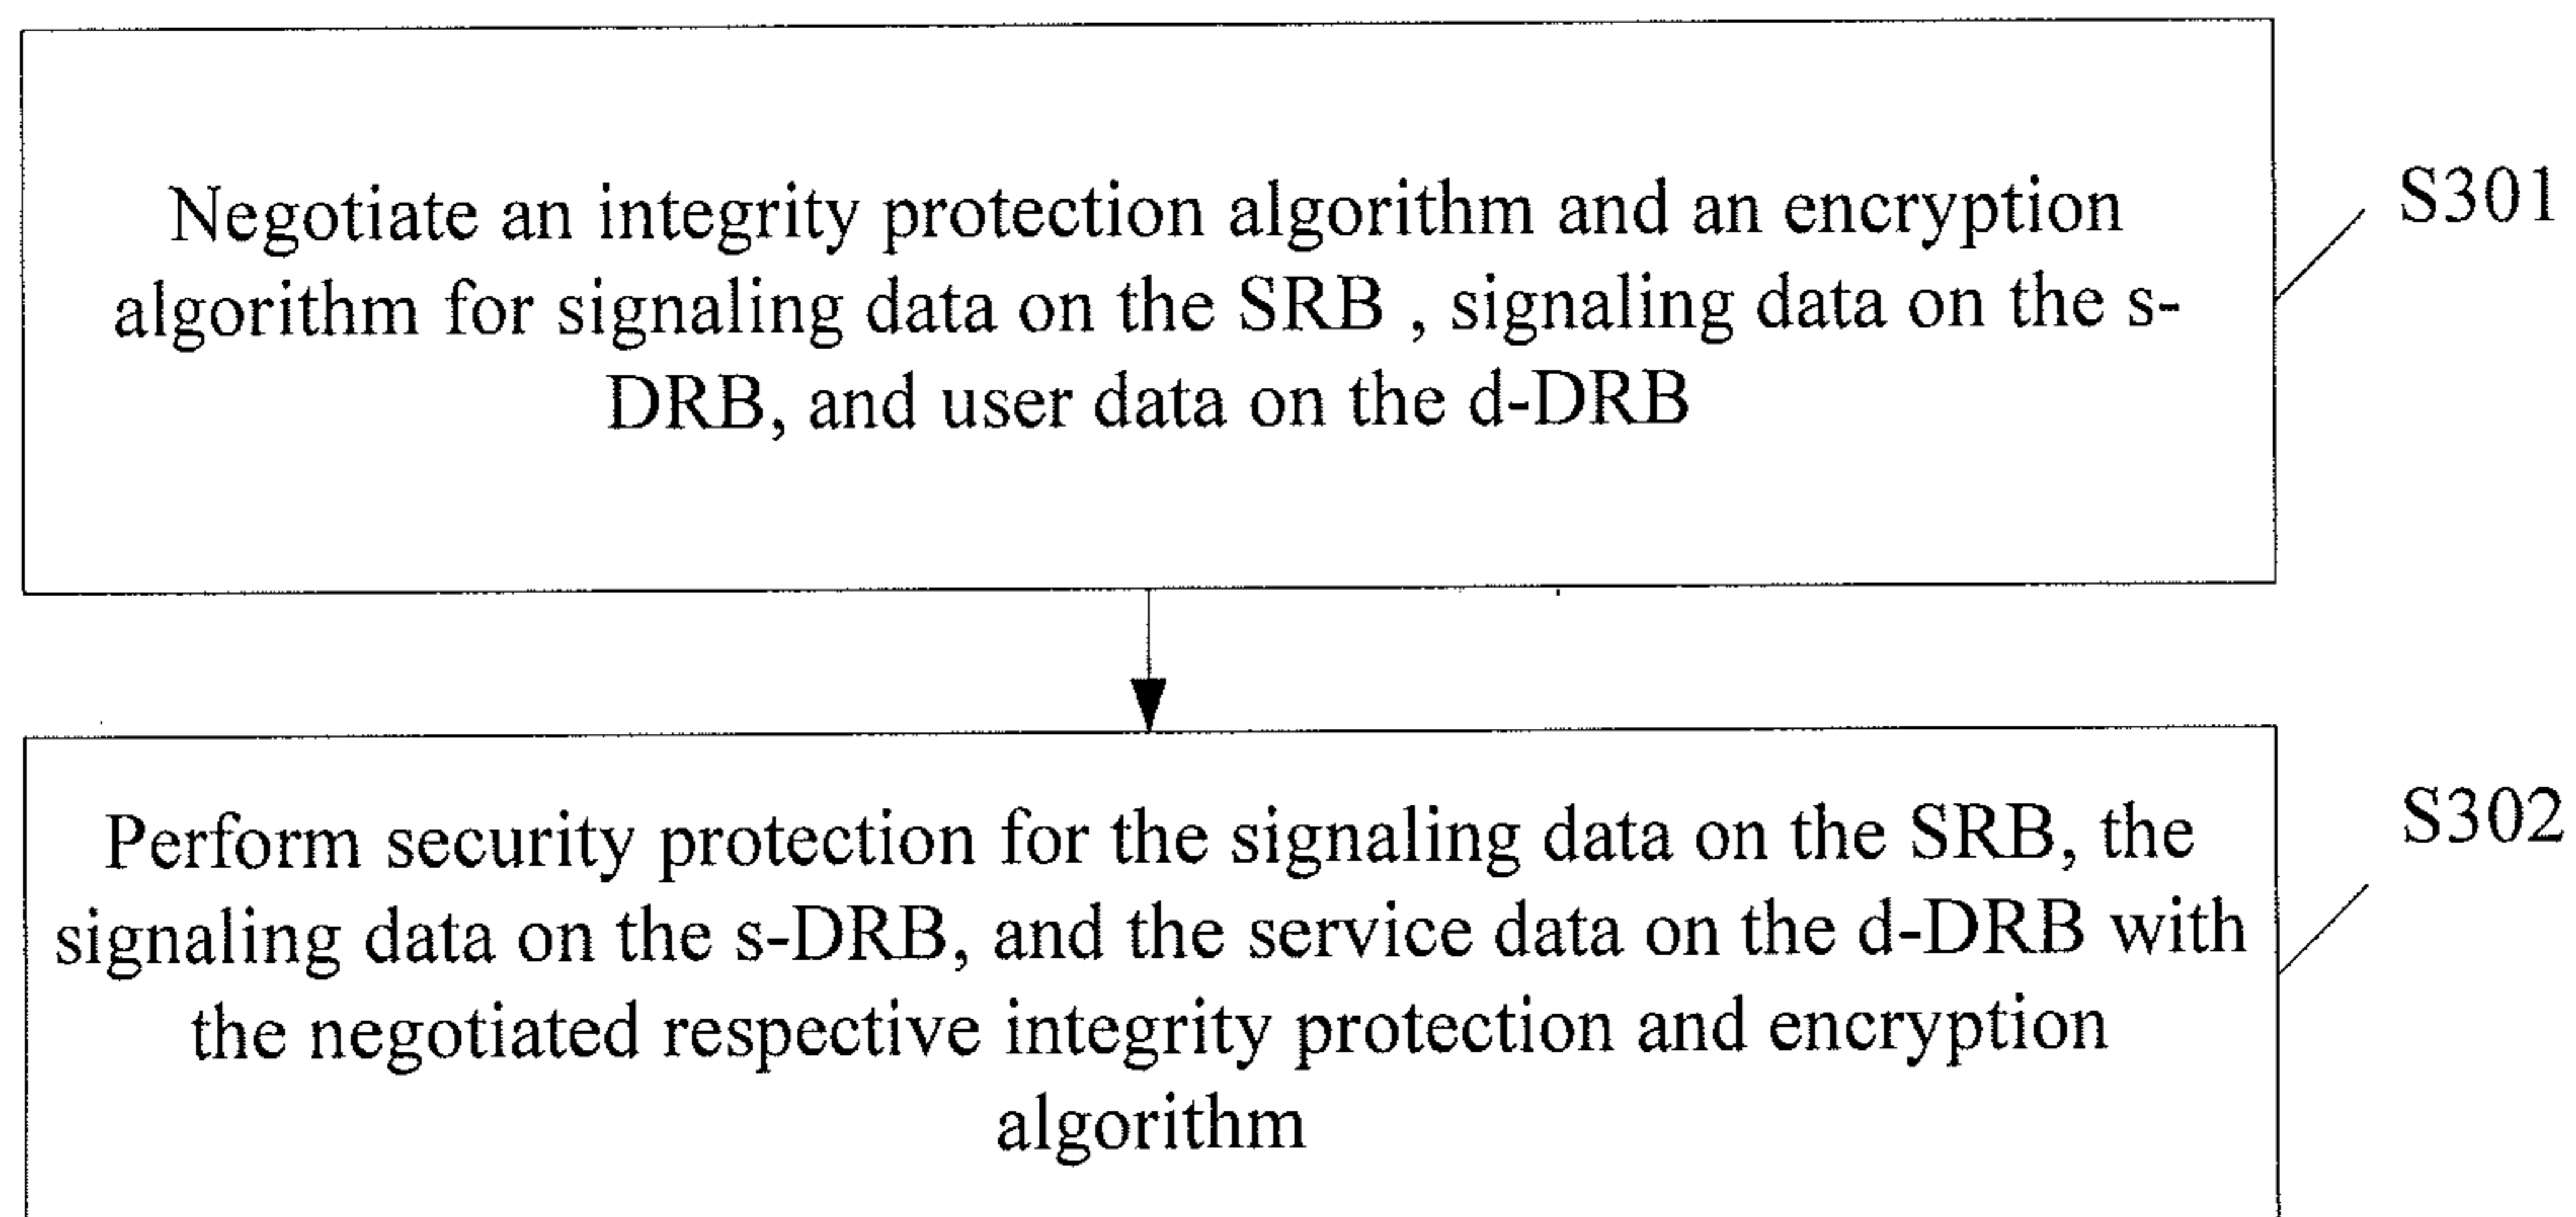 Negotiate an integrity protection algorithm and an encryption
algorithm for signaling data on the SRB , signaling data on the s-
DRB, and user data on the d-DRB
S301
Perform security protection for the signaling data on the SRB, the
signaling data on the s-DRB, and the service data on the d-DRB with
the negotiated respective integrity protection and encryption
algorithm
S302